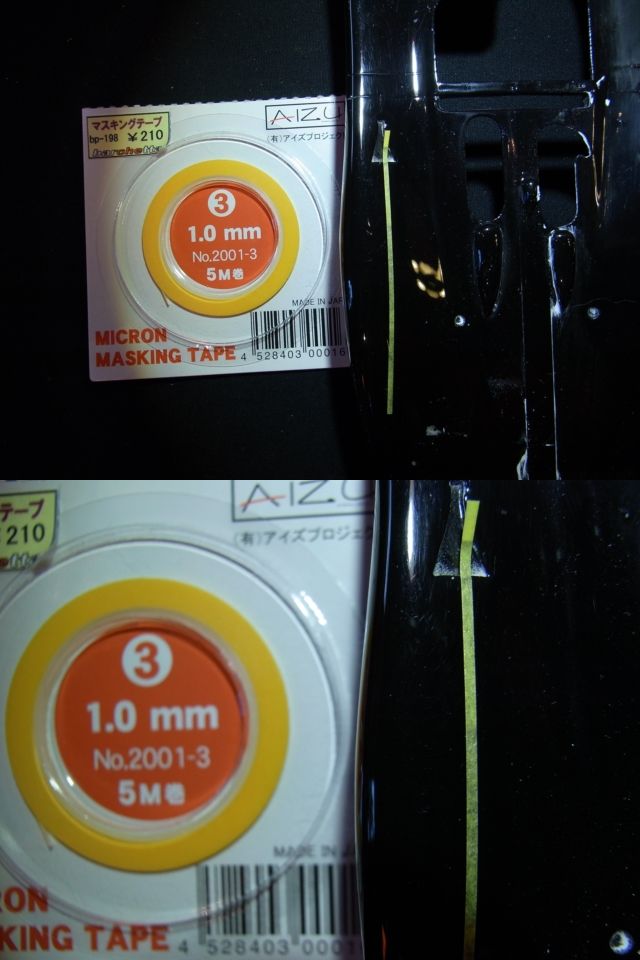 マスキングテープ
bp-198 ¥210
AIZU
(有)アイズプロジェク
3
1.0 mm
No.2001-3
5M巻
MADE IN JAP
MICRON
MASKING TAPE
4 528403 00016
テープ
210
AIZU
(有)アイズプロジェク
3
1.0 mm
No.2001-3
5M巻
MADE IN JA
RON
KING TAPE
4 528403 0001